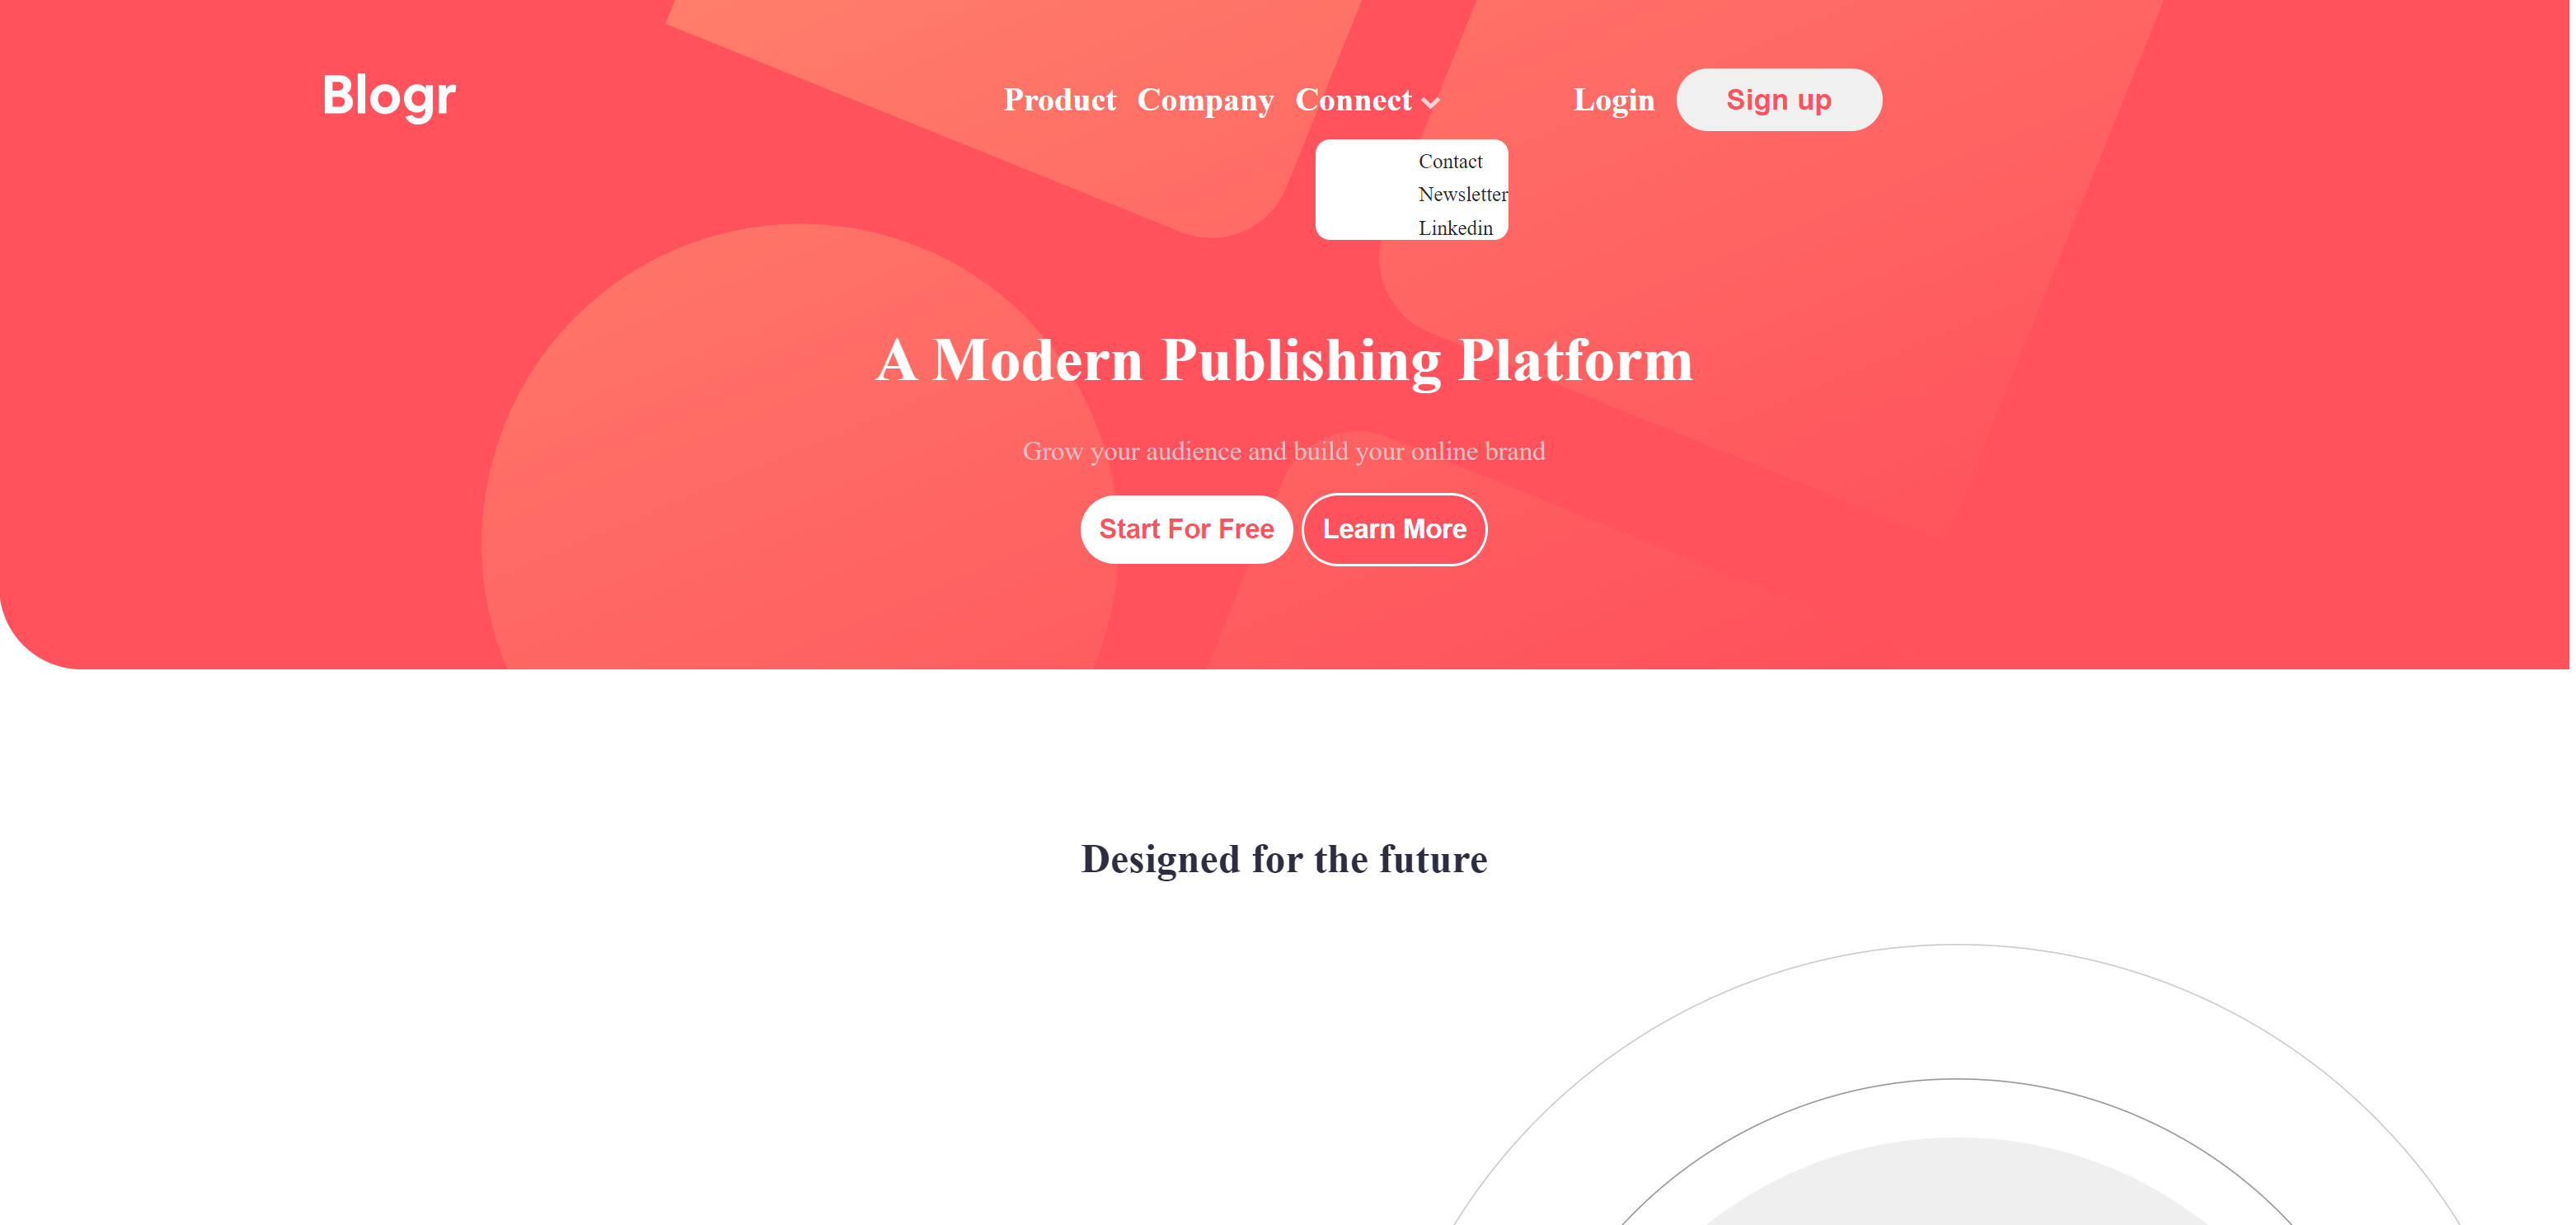 Blogr
Product Company Connect Login Sign up
Contact
Newsletter
Linkedin
A Modern Publishing Platform
Grow your audience and build your online brand
Start For Free Learn More
Designed for the future